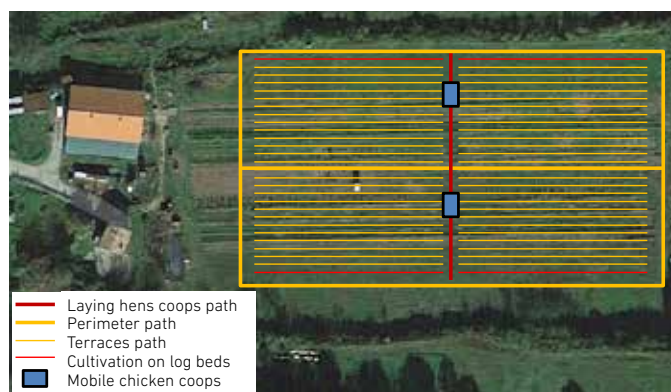 Laying hens coops path
Perimeter path
Terraces path
Cultivation on log beds
Mobile chicken coops